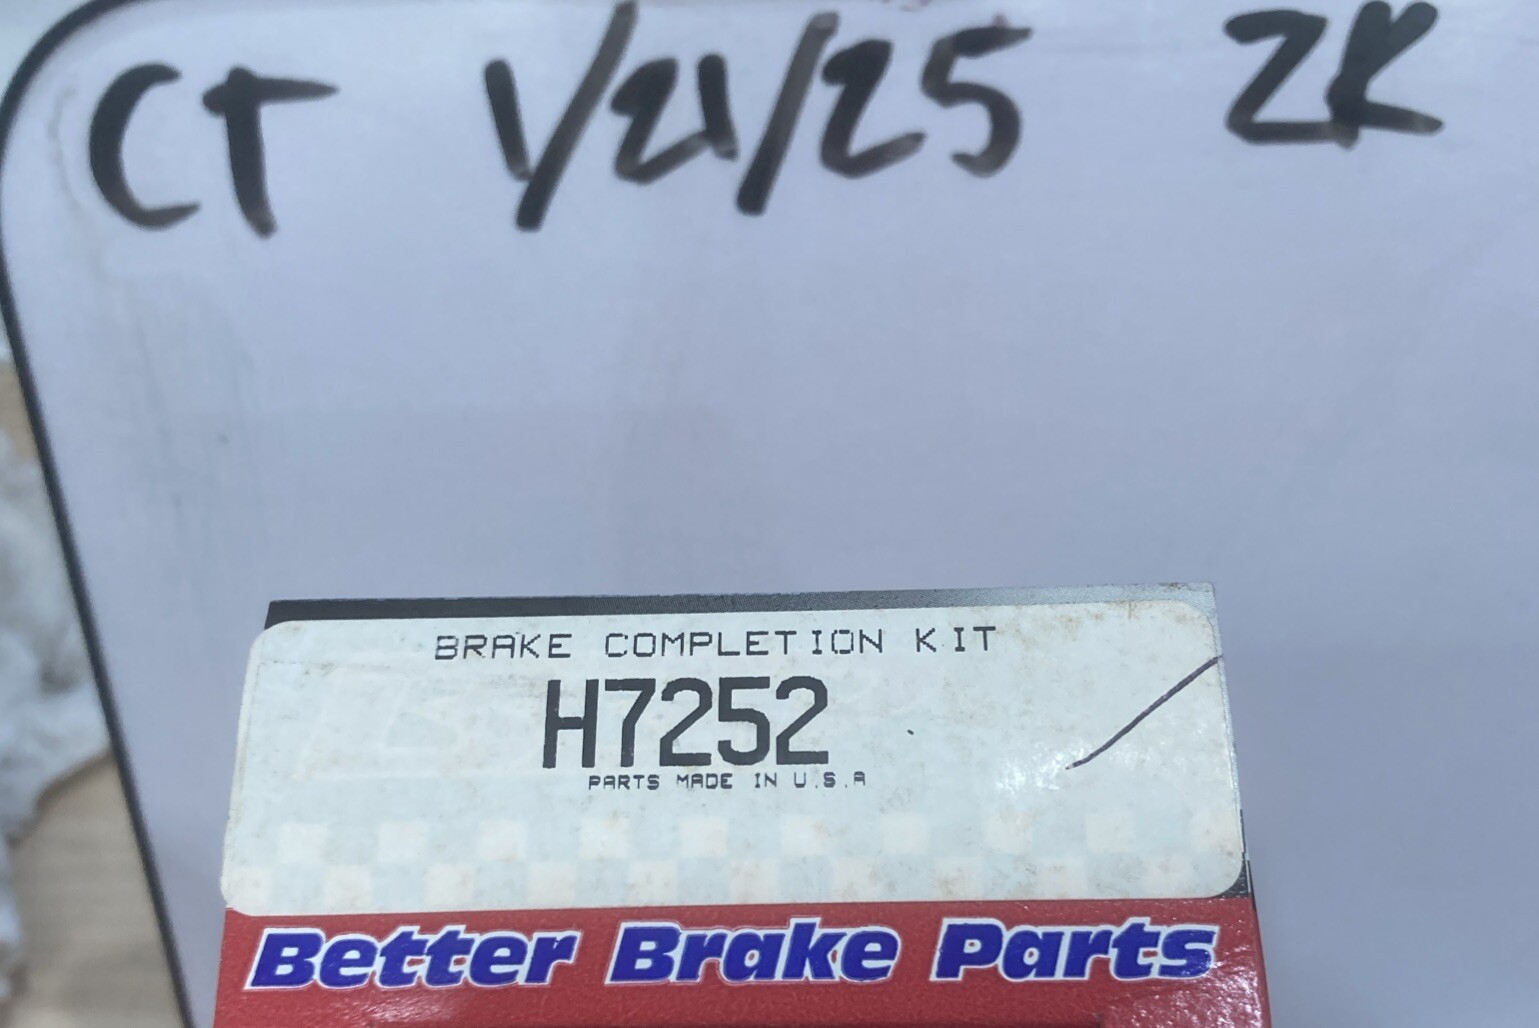 CT 1/21/25 ZK
BRAKE COMPLETION KIT
H7252
PARTS MADE IN U.S.A
Better Brake Parts